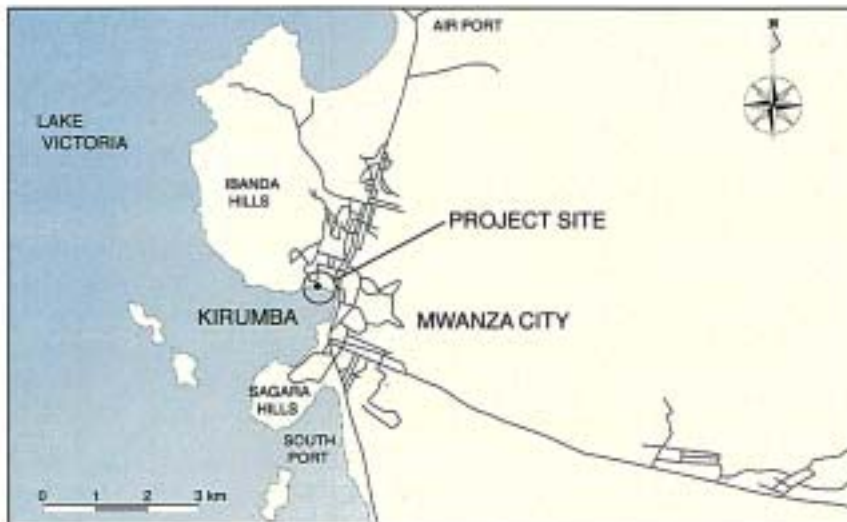 AIR PORT
N
LAKE
VICTORIA
IBANDA
HILLS
PROJECT SITE
KIRUMBA
MWANZA CITY
SAGARA
HILLS
SOUTH
PORT
0 1 2 3 km